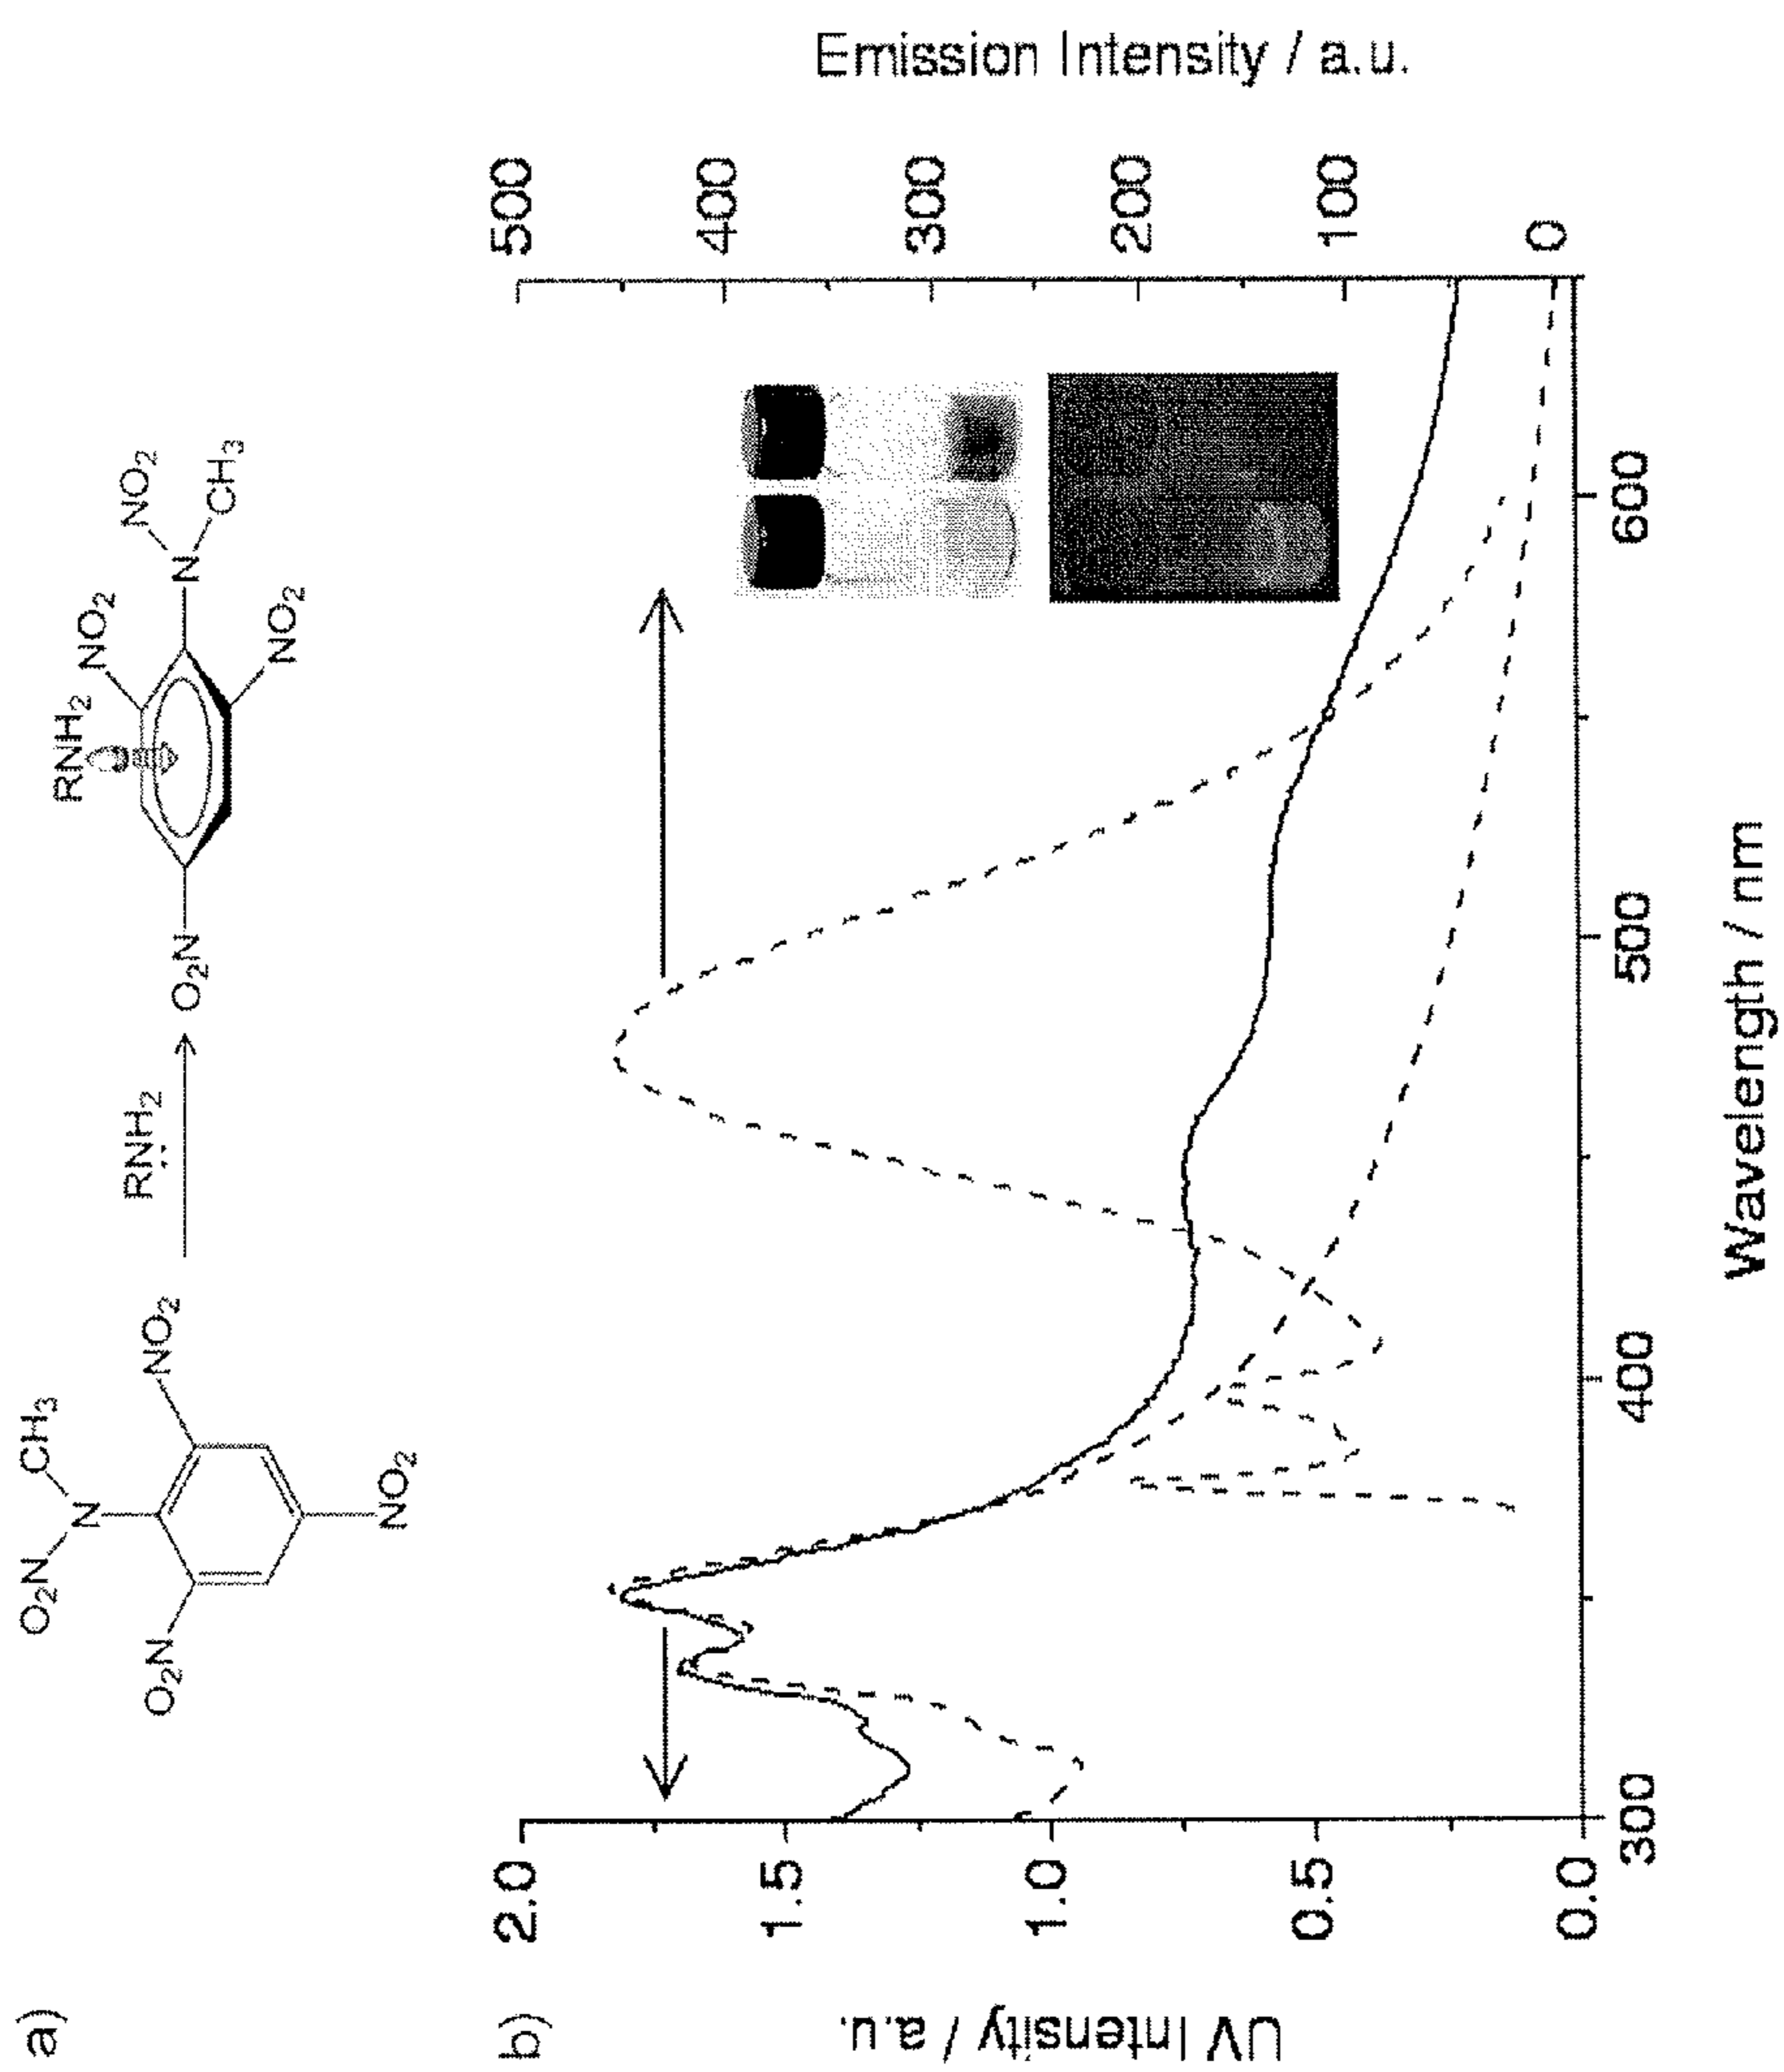 a)
O2N
N
CH3
O2N
NO2
NO2
RNH2
RNH2
NO2
O2N
N
NO2
CH3
NO2
b)
UV Intensity / a.u.
2.0
1.5
1.0
0.5
0.0
300
400
500
600
Wavelength / nm
500
400
300
200
100
0
Emission Intensity / a.u.